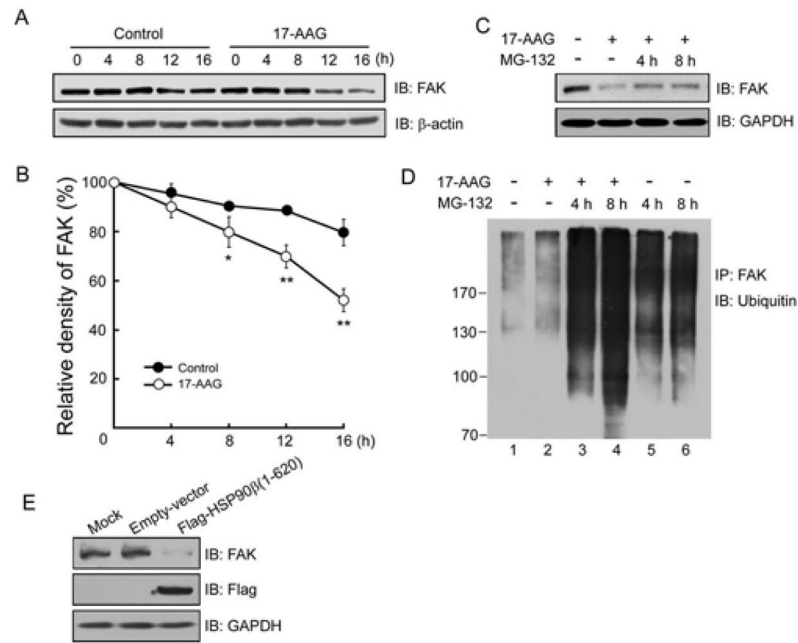 A
Control 17-AAG
0 4 8 12 16 0 4 8 12 16 (h)
IB: FAK
IB: β-actin
B
Relative density of FAK (%)
100
80
60
40
20
0
4 8 12 16 (h)
Control
17-AAG
*
**
**
C
17-AAG - + + +
MG-132 - - 4 h 8 h
IB: FAK
IB: GAPDH
D
17-AAG - + + + - -
MG-132 - - 4 h 8 h 4 h 8 h
IP: FAK
IB: Ubiquitin
170-
130-
100-
70-
1 2 3 4 5 6
E
Mock
Empty-vector
Flag-HSP90β(1-620)
IB: FAK
IB: Flag
IB: GAPDH